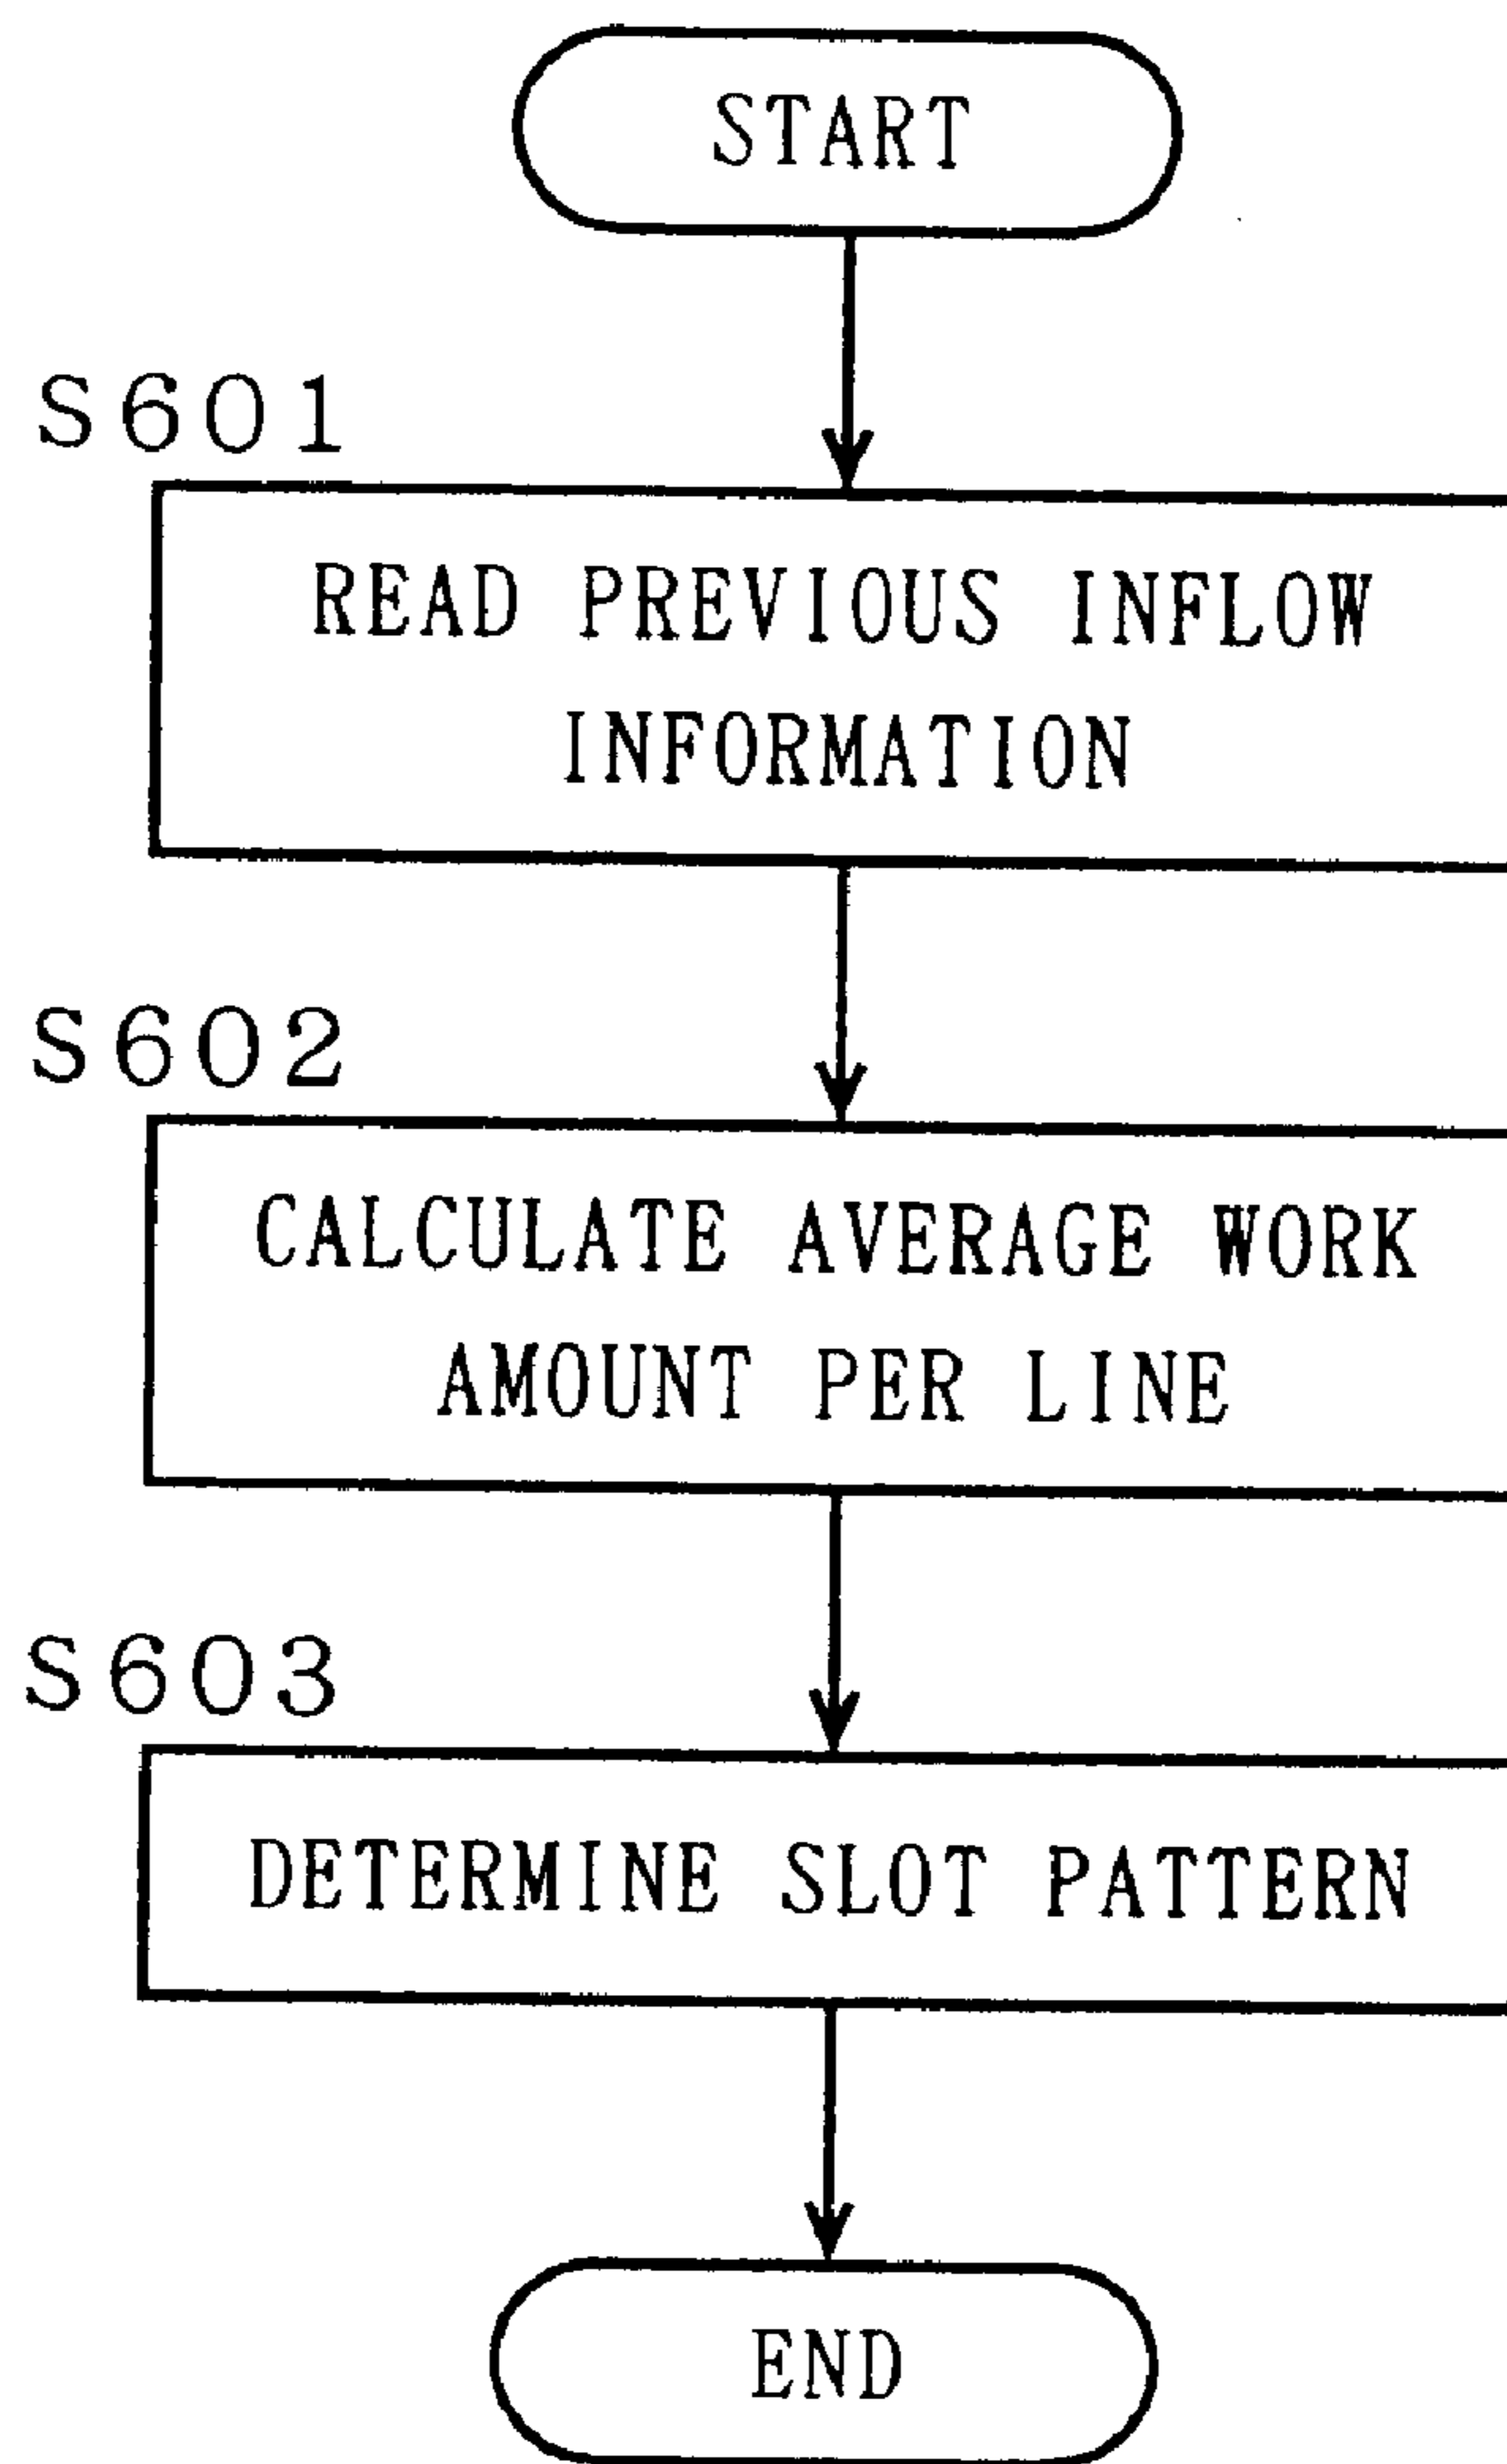 START
S601
READ PREVIOUS INFLOW
INFORMATION
S602
CALCULATE AVERAGE WORK
AMOUNT PER LINE
S603
DETERMINE SLOT PATTERN
END